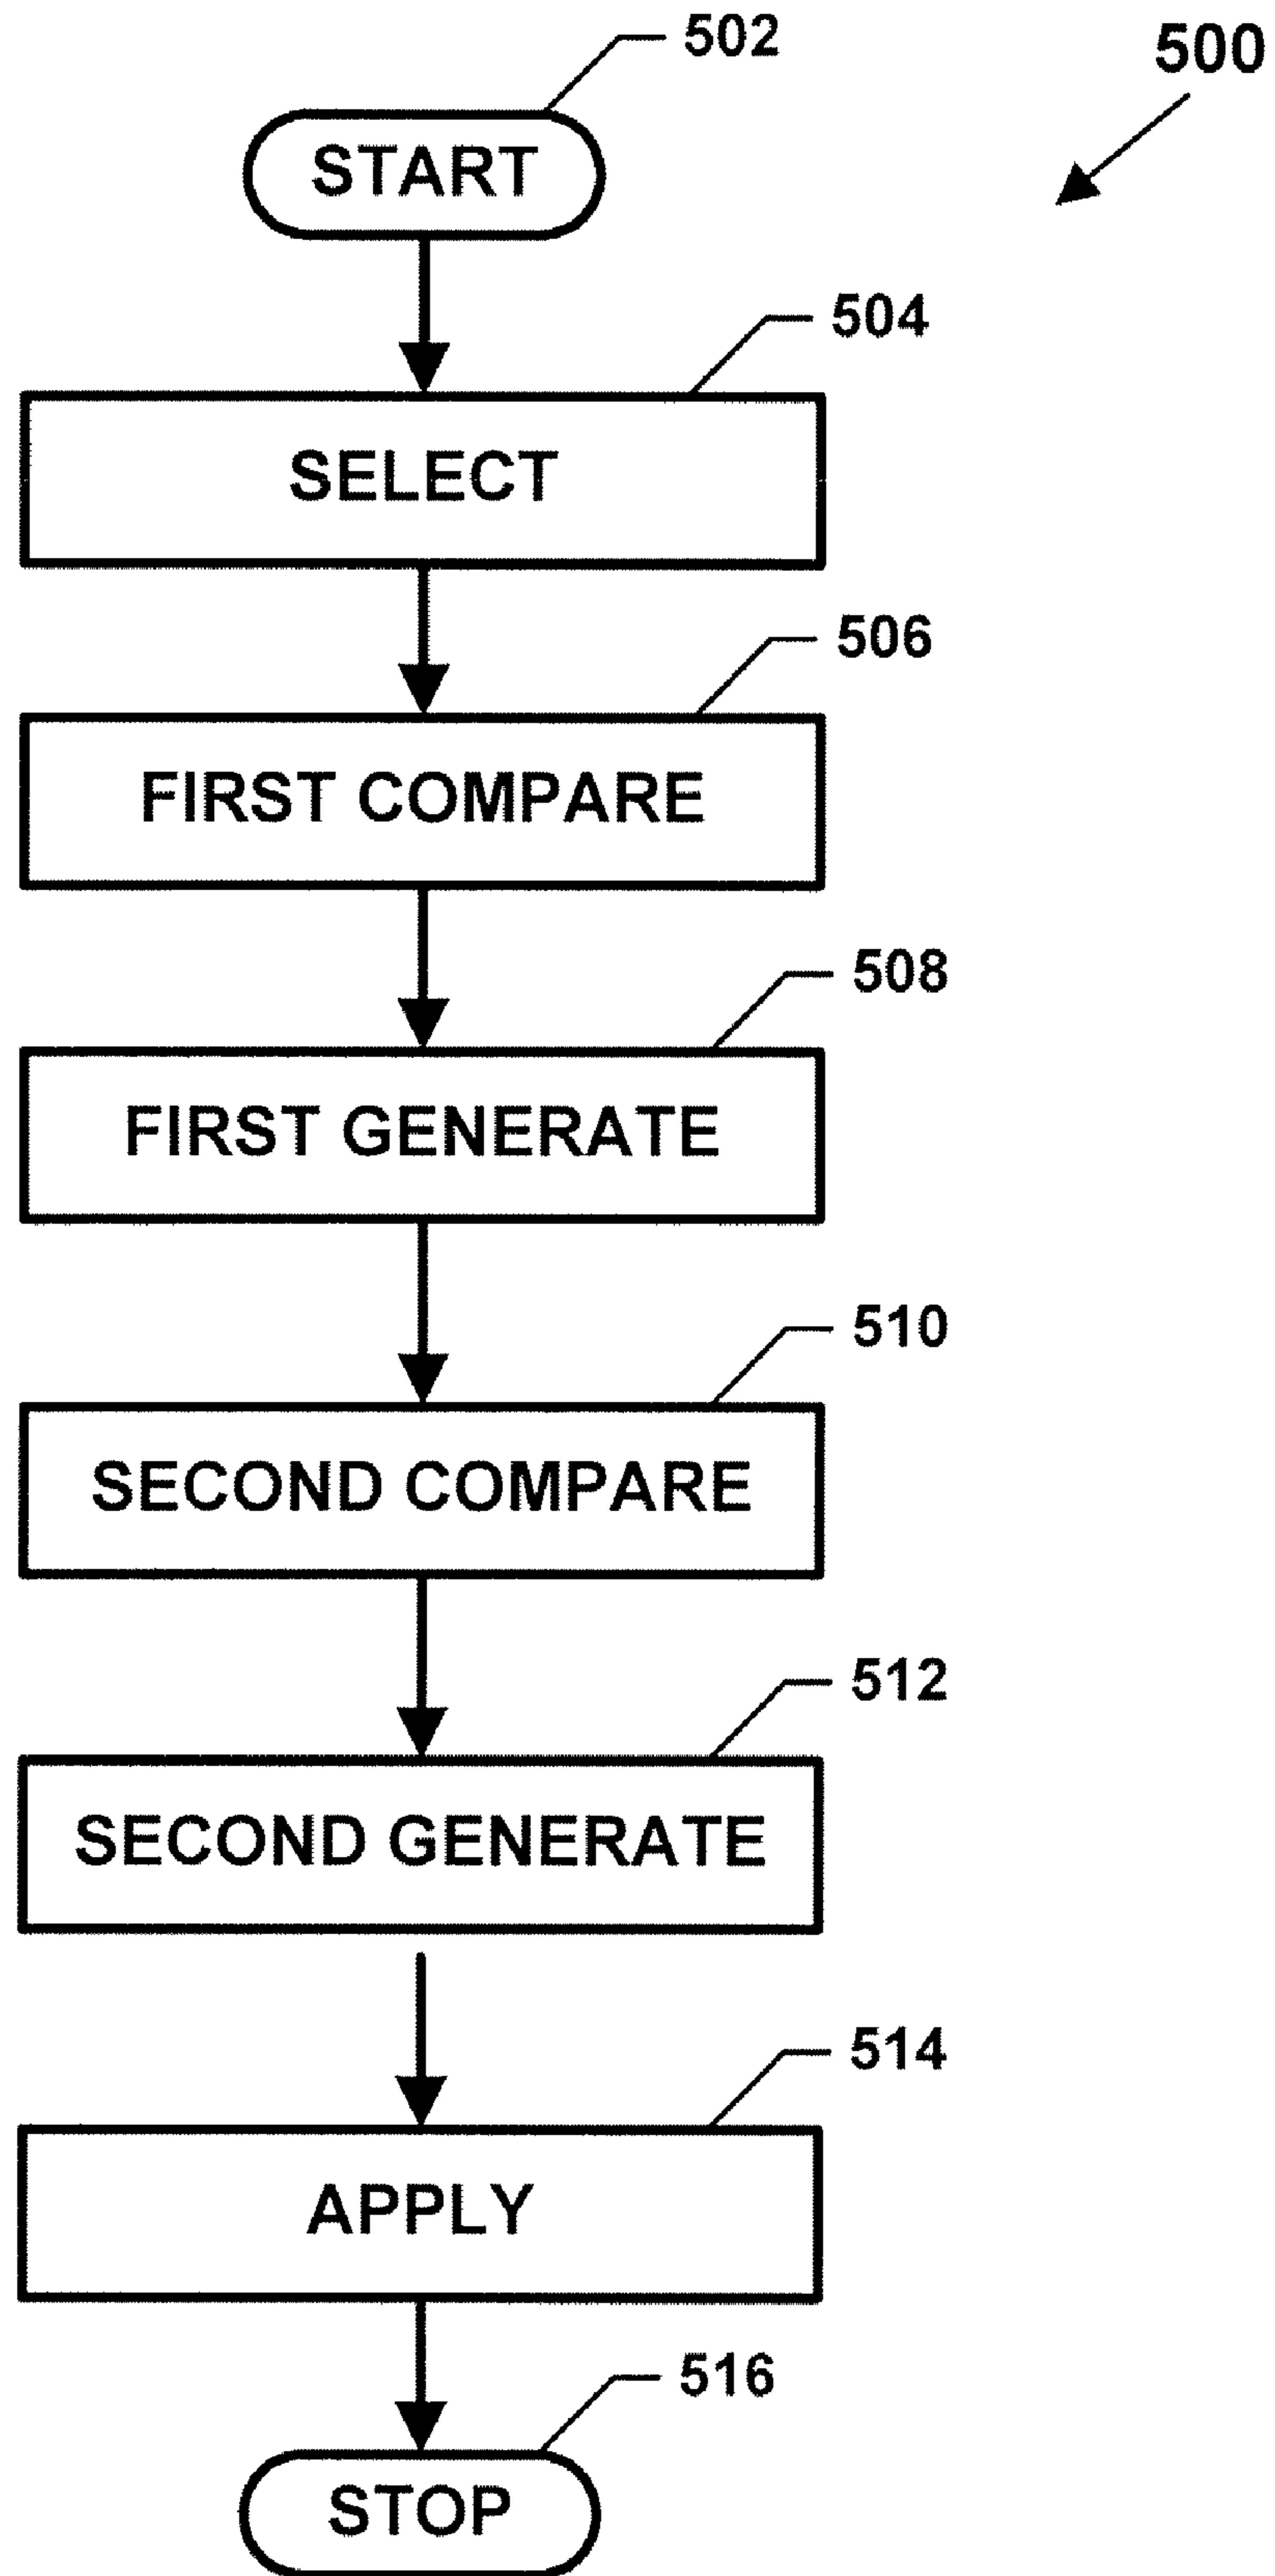 502
500
START
504
SELECT
506
FIRST COMPARE
508
FIRST GENERATE
510
SECOND COMPARE
512
SECOND GENERATE
514
APPLY
516
STOP